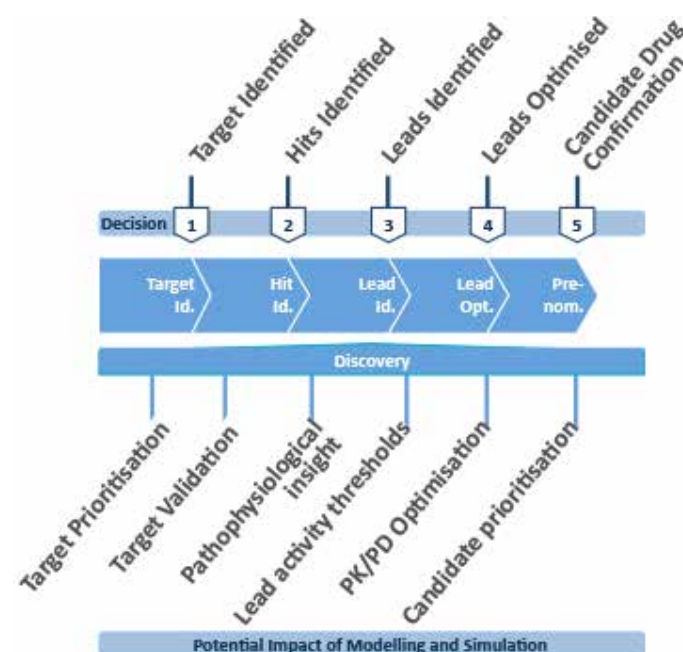 Target Identified
Hits Identified
Leads Identified
Leads Optimised
Candidate Drug
Confirmation
Decision 1 2 3 4 5
Target
Id.
Hit
Id.
Lead
Id.
Lead
Opt.
Pre-
nom.
Discovery
Target Prioritisation
Target Validation
Pathophysiological
insight
Lead activity thresholds
PK/PD Optimisation
Candidate prioritisation
Potential Impact of Modelling and Simulation